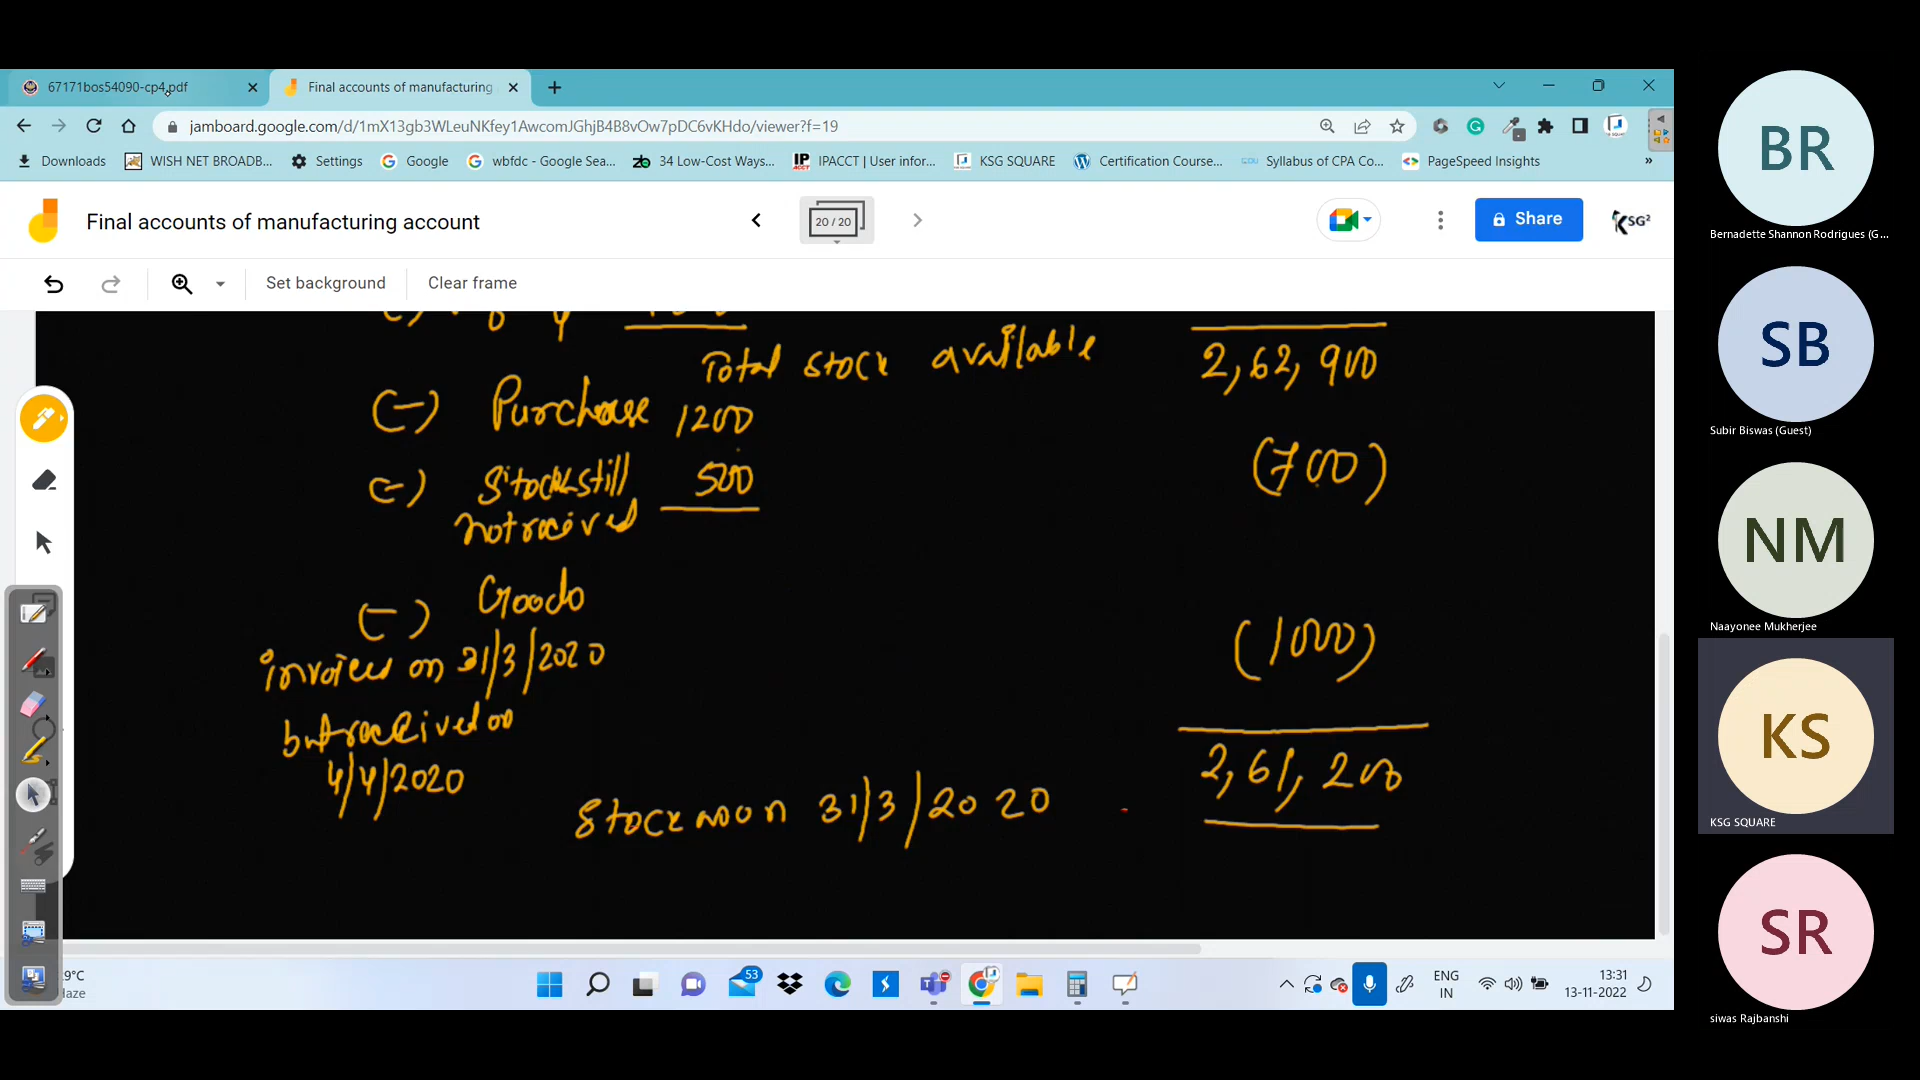 67171bos54090-cp4.pdf
Final accounts of manufacturing
jamboard.google.com/d/1mX13gb3WLeuNKfey1AwcomJGhjB4B8vOw7pDC6vKHdo/viewer?f=19
Downloads WISH NET BROADB... Settings Google wbfdc - Google Sea... 34 Low-Cost Ways... IPACCT | User infor... KSG SQUARE Certification Course... Syllabus of CPA Co... PageSpeed Insights »
Final accounts of manufacturing account
20 / 20
Share
KSG²
Set background Clear frame
Total stock available 2,62,900
(-) Purchase 1200
(-) Stock still 500 (700)
not received
(-) Goods
invoices on 31/3/2020 (1000)
but received on
4/4/2020
Stock as on 31/3/2020 2,61,200
9°C
Haze
53
ENG
IN
13:31
13-11-2022
BR
Bernadette Shannon Rodrigues (G...
SB
Subir Biswas (Guest)
NM
Naayonee Mukherjee
KS
KSG SQUARE
SR
siwas Rajbanshi